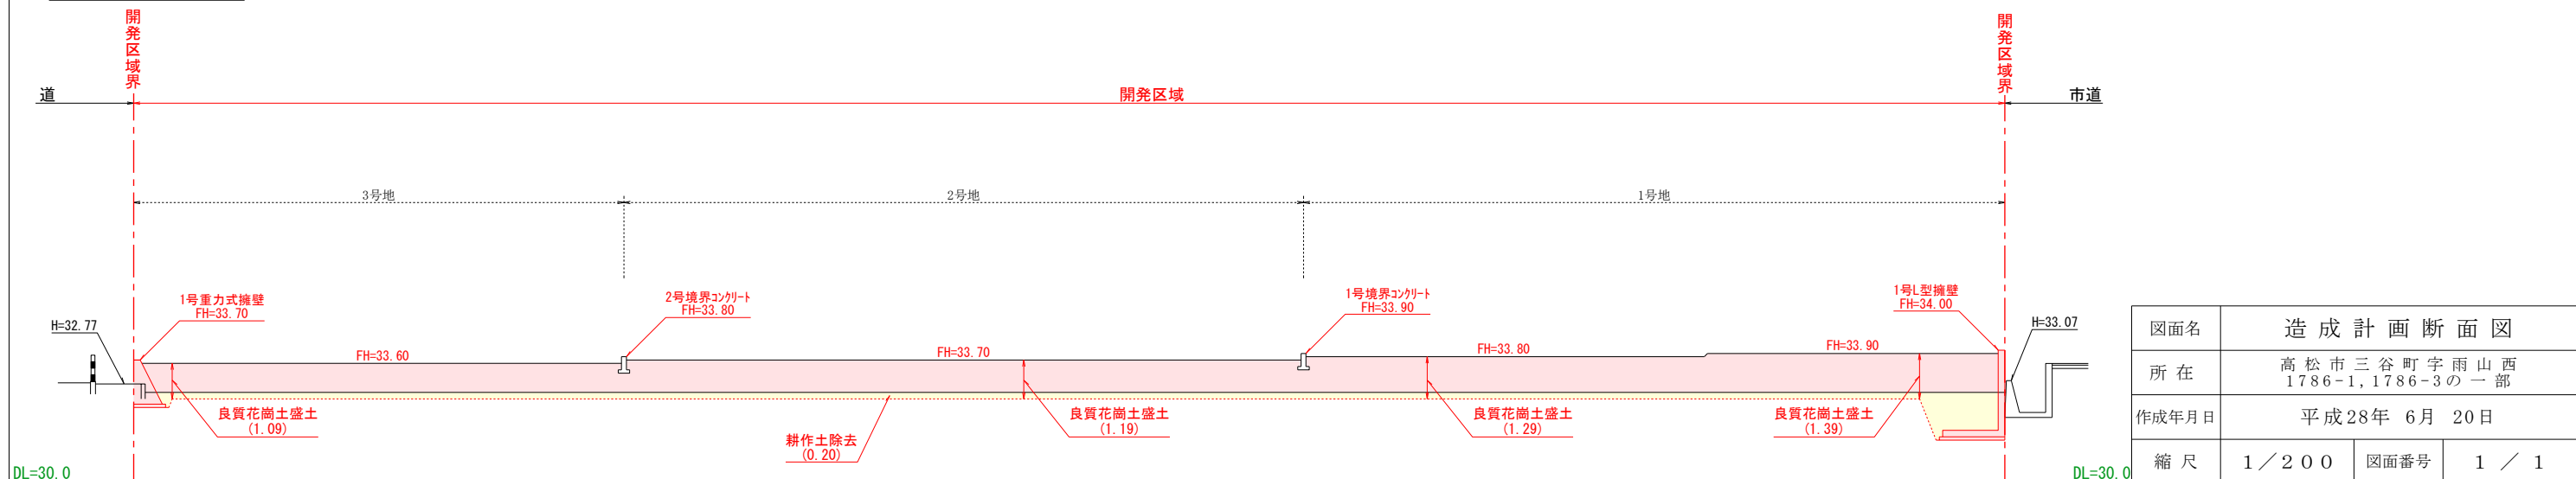 開発区域界
開発区域界
道
開発区域
市道
3号地
2号地
1号地
1号重力式擁壁
FH=33.70
2号境界ｺﾝｸﾘｰﾄ
FH=33.80
1号境界ｺﾝｸﾘｰﾄ
FH=33.90
1号L型擁壁
FH=34.00
H=32.77
H=33.07
FH=33.60
FH=33.70
FH=33.80
FH=33.90
良質花崗土盛土
(1.09)
耕作土除去
(0.20)
良質花崗土盛土
(1.19)
良質花崗土盛土
(1.29)
良質花崗土盛土
(1.39)
DL=30.0
DL=30.0
図面名 造成計画断面図
所在 高松市三谷町字雨山西
1786-1,1786-3の一部
作成年月日 平成28年 6月 20日
縮尺 1／200 図面番号 1 ／ 1